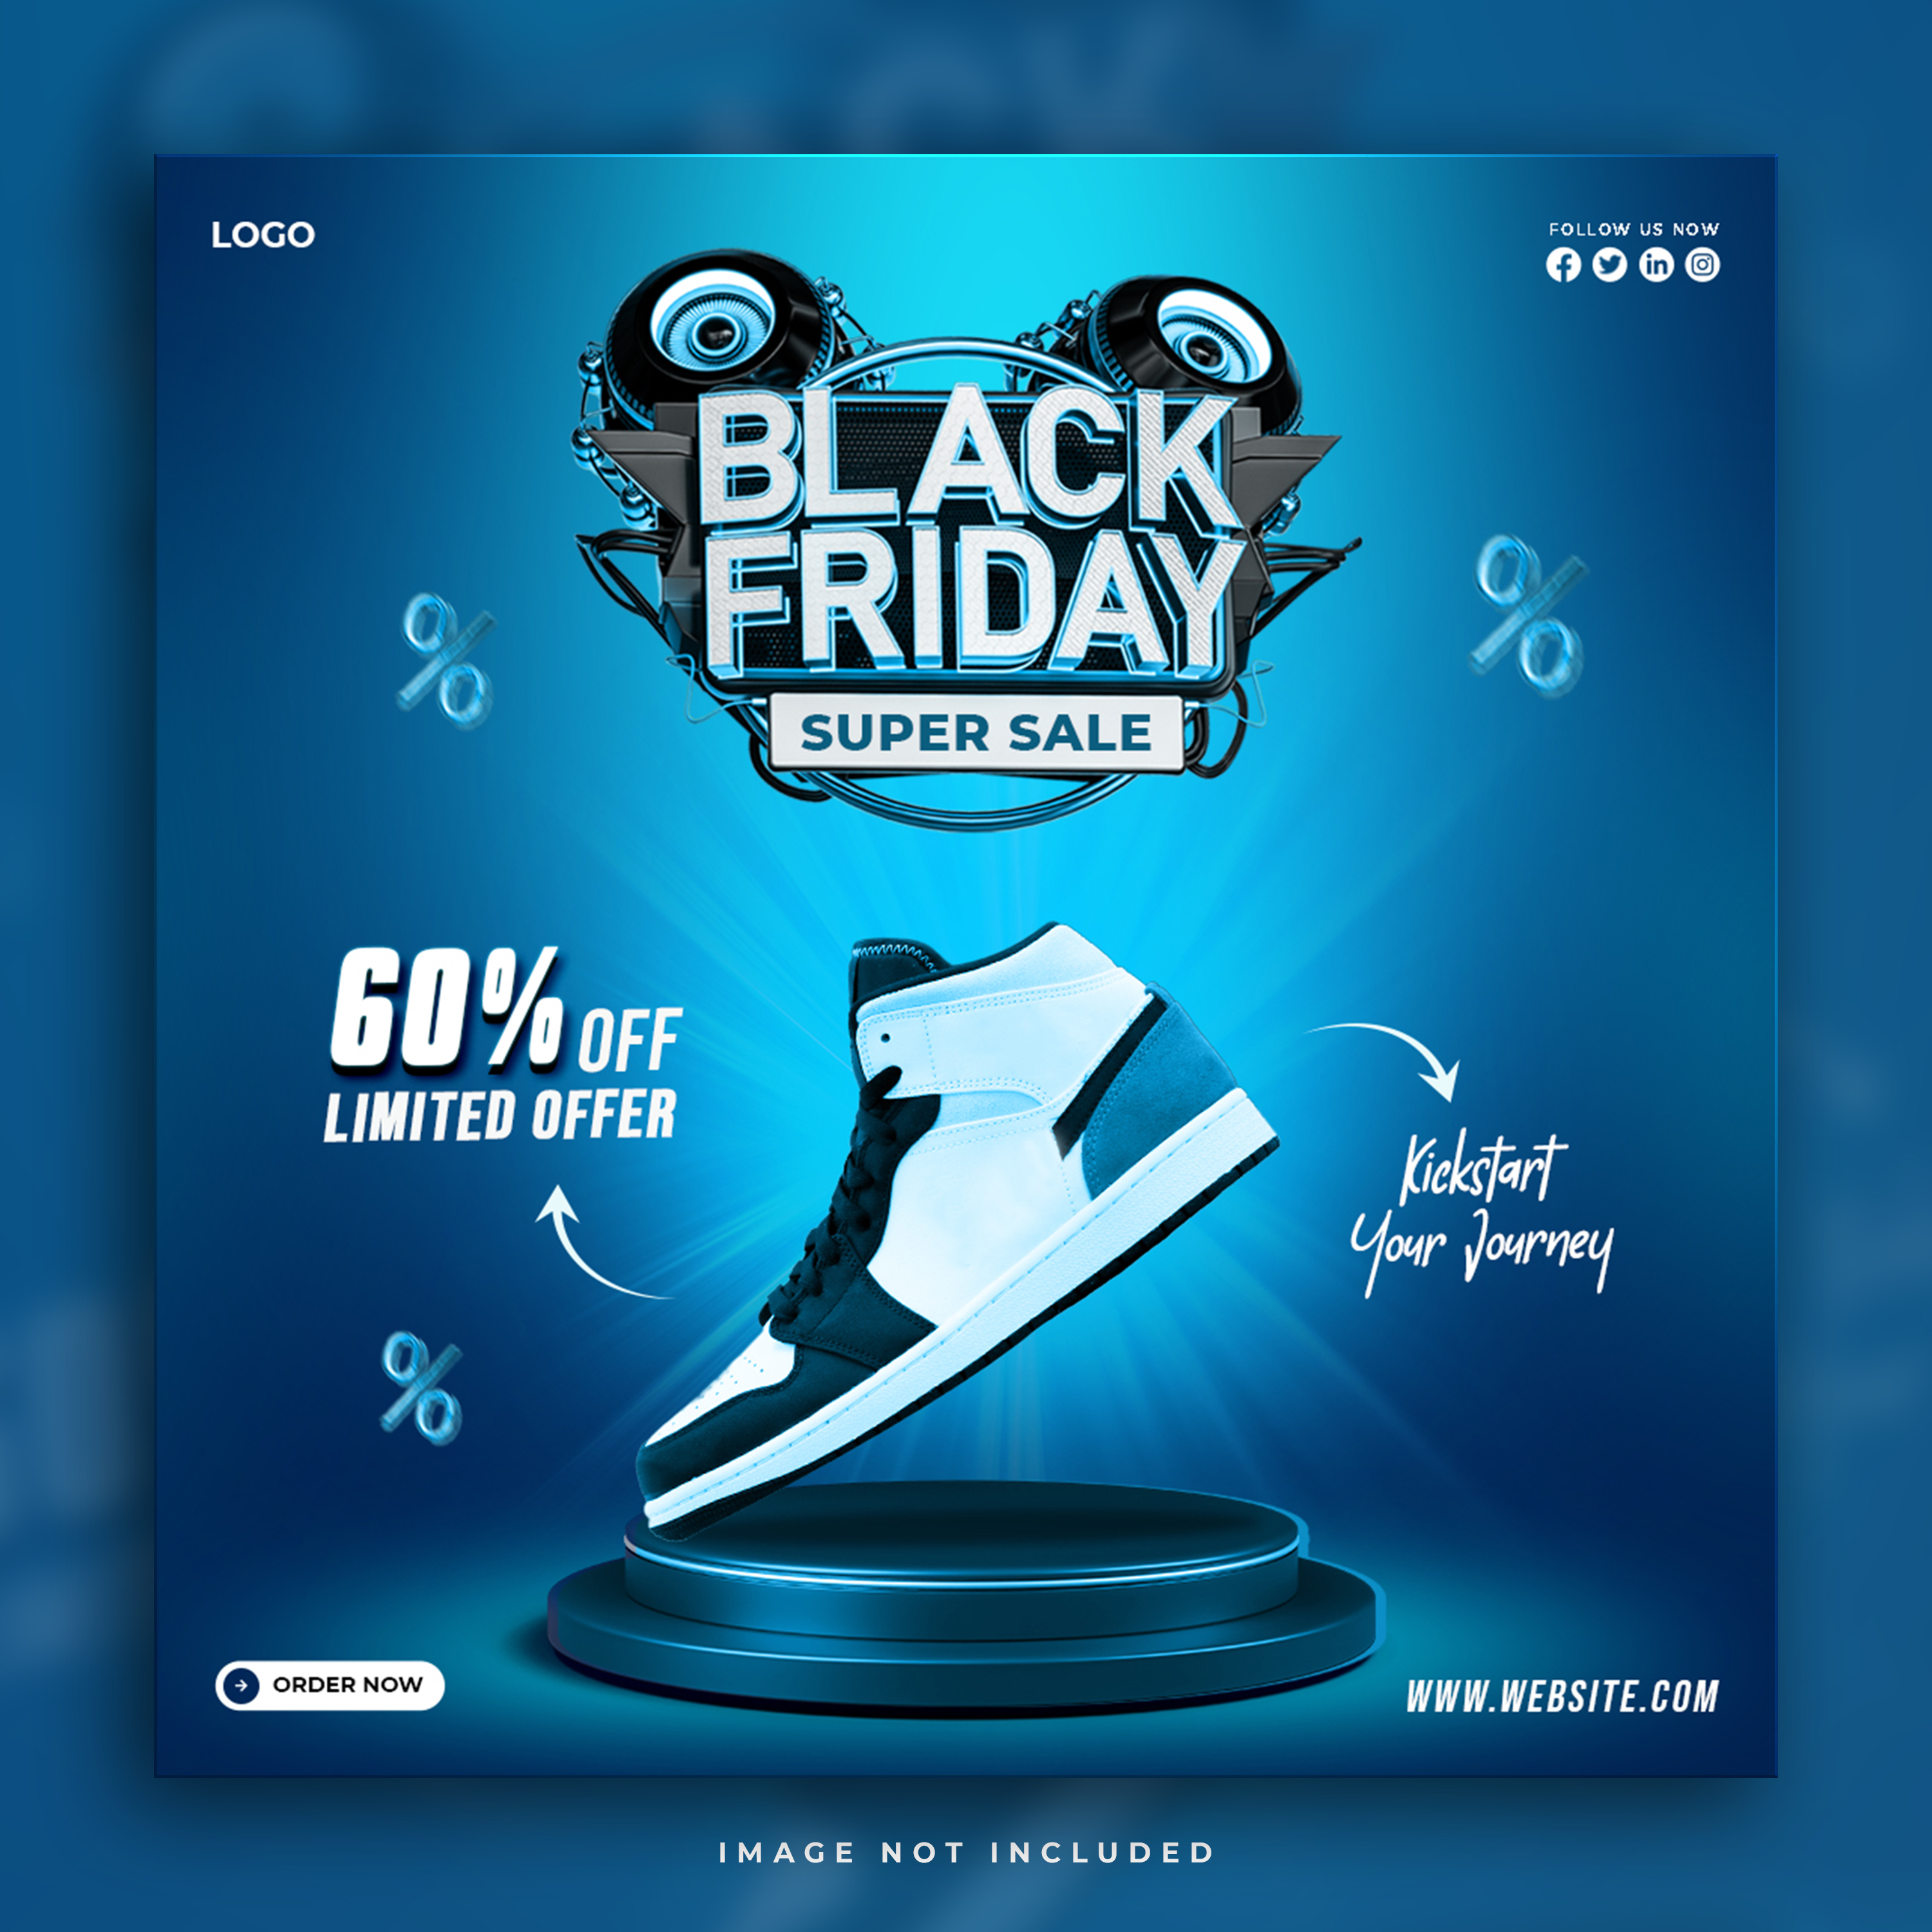 LOGO
FOLLOW US NOW
BLACK
FRIDAY
SUPER SALE
60% OFF
LIMITED OFFER
Kickstart
Your Journey
ORDER NOW
WWW.WEBSITE.COM
IMAGE NOT INCLUDED